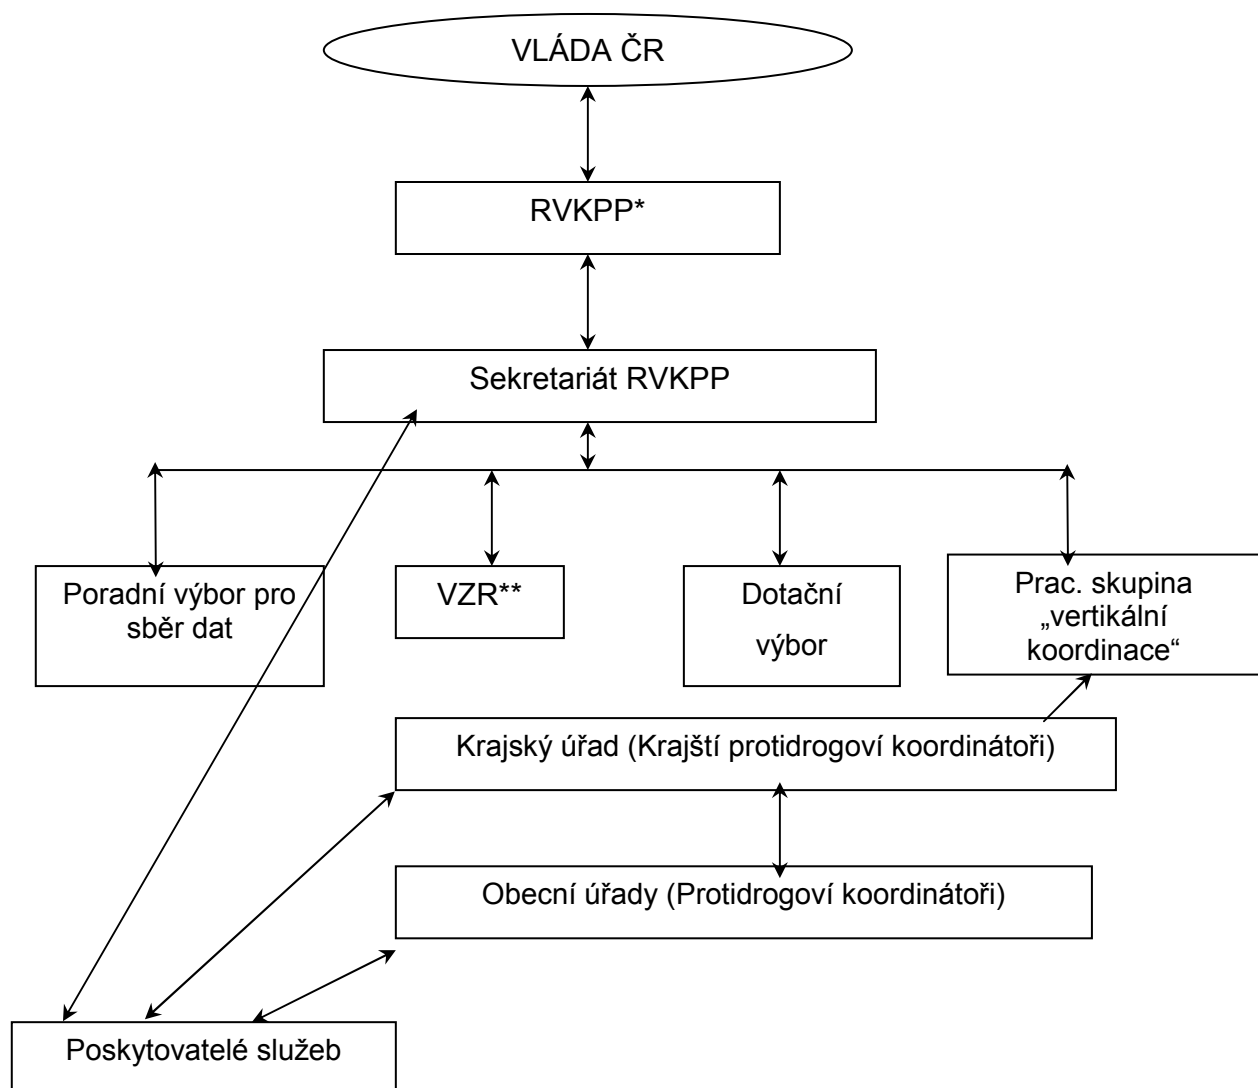 VLÁDA ČR
RVKPP*
Sekretariát RVKPP
Poradní výbor pro
sběr dat
VZR**
Dotační
výbor
Prac. skupina
„vertikální
koordinace“
Krajský úřad (Krajští protidrogoví koordinátoři)
Obecní úřady (Protidrogoví koordinátoři)
Poskytovatelé služeb